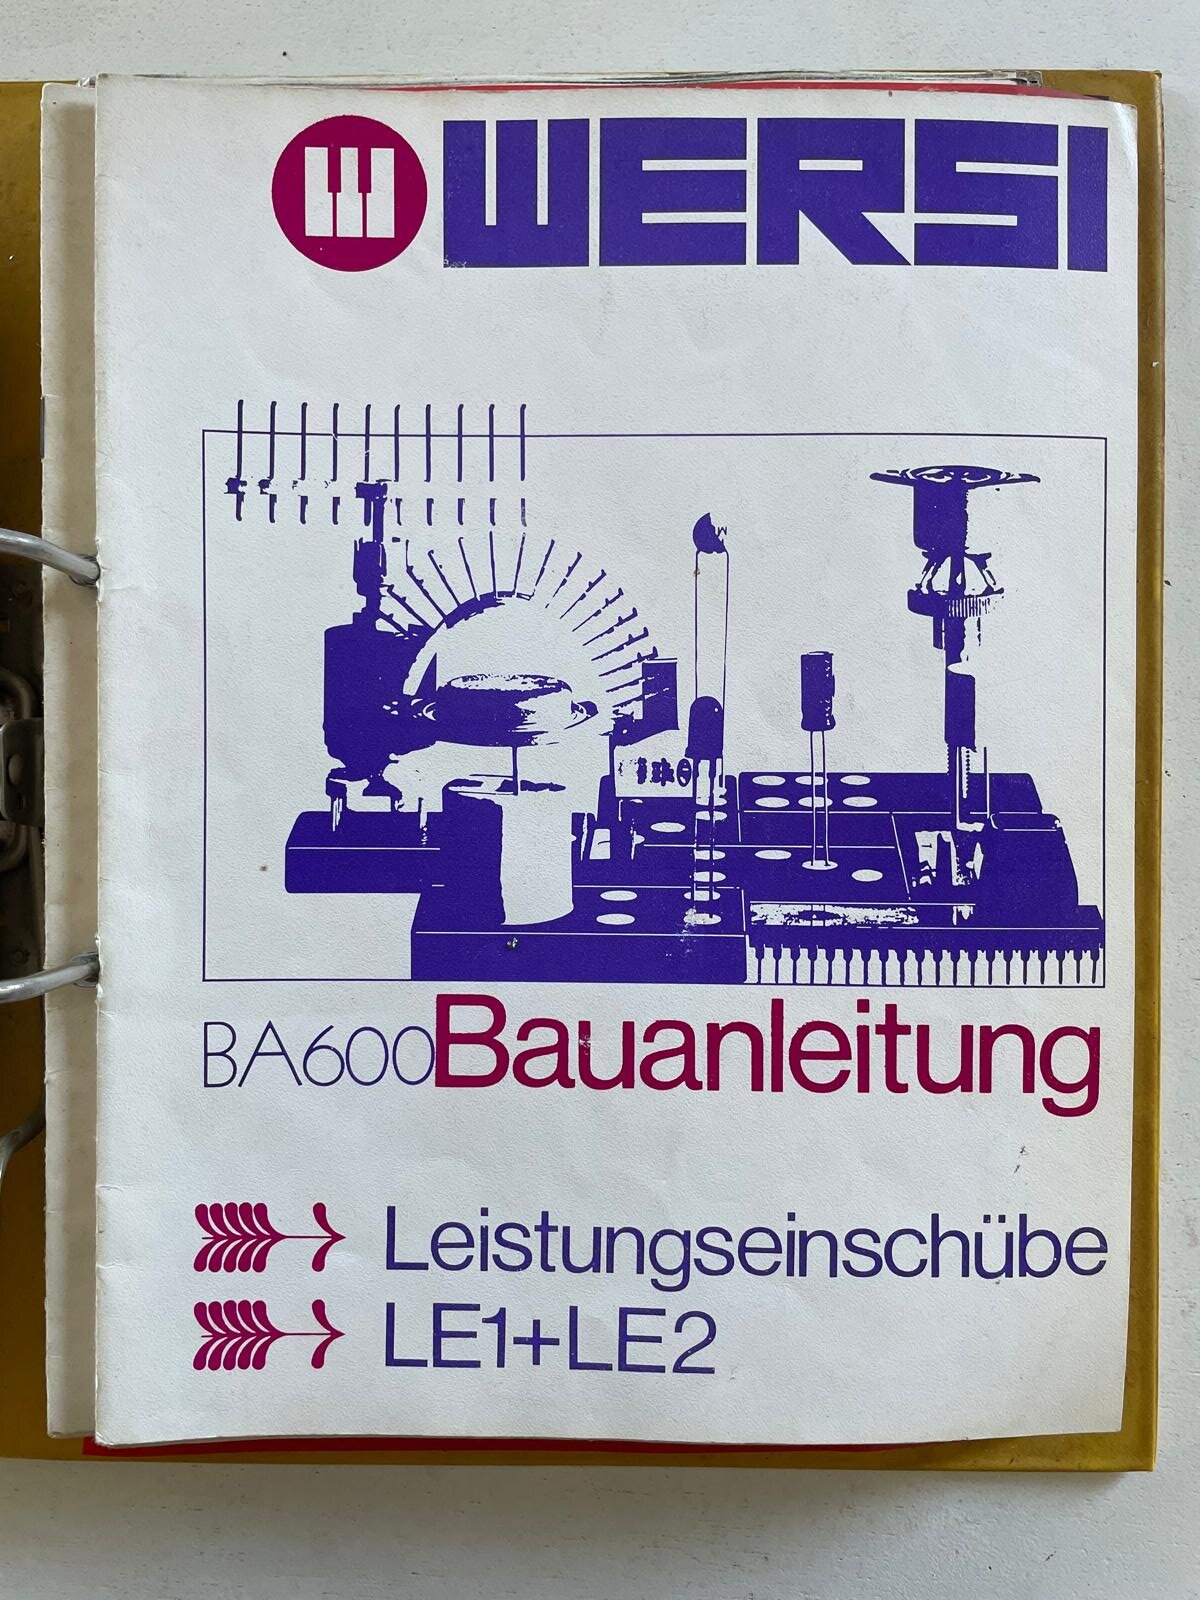 WERSI
BA600 Bauanleitung
Leistungseinschübe
LE1+LE2